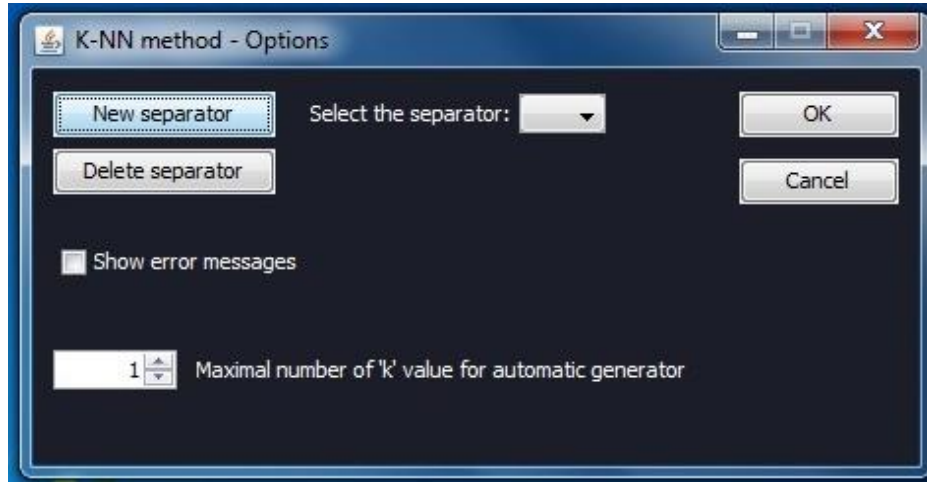 K-NN method - Options
New separator
Select the separator:
OK
Delete separator
Cancel
Show error messages
1
Maximal number of 'k' value for automatic generator